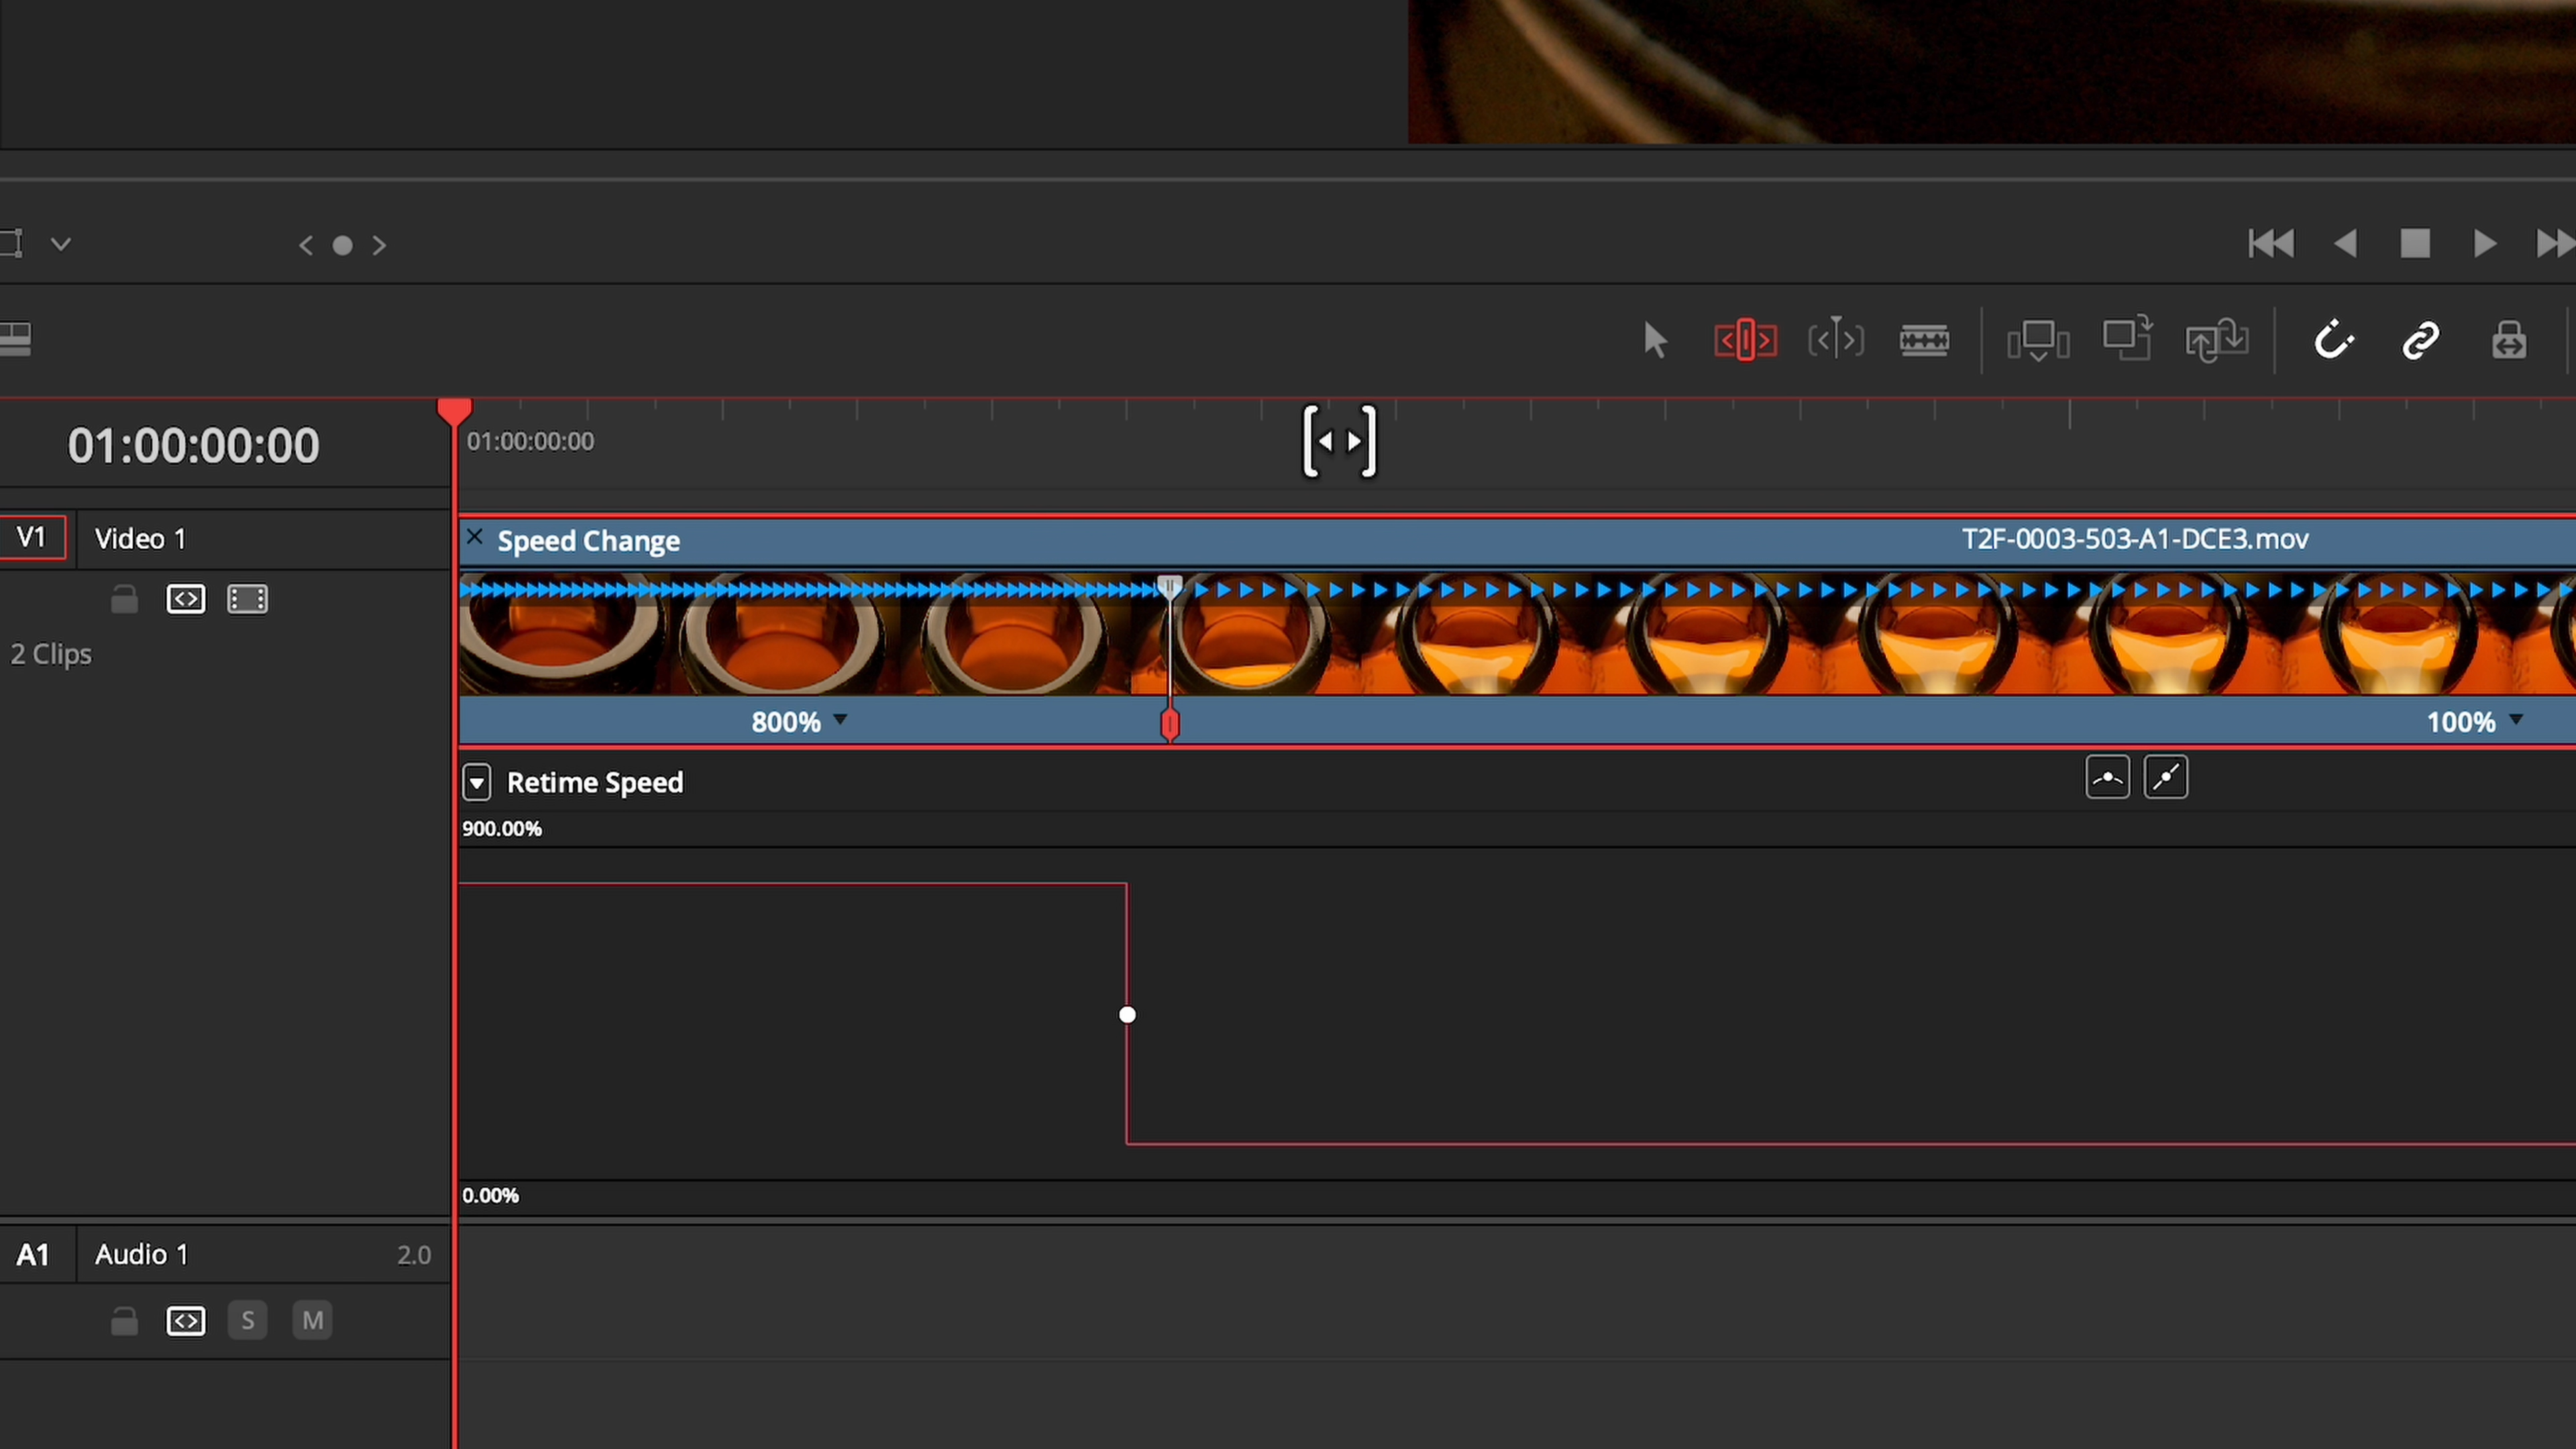 01:00:00:00
01:00:00:00
V1 Video 1
Speed Change
T2F-0003-503-A1-DCE3.mov
2 Clips
800%
100%
Retime Speed
900.00%
0.00%
A1 Audio 1 2.0
S M